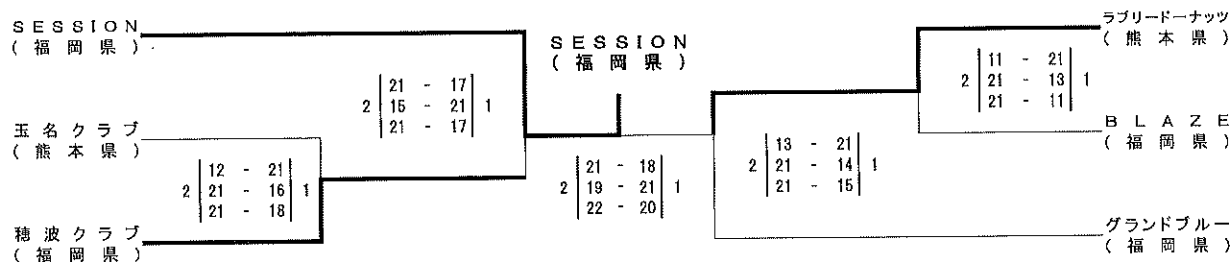 SESSION
(福岡県)
玉名クラブ
(熊本県)
穂波クラブ
(福岡県)
2 12 - 21 1
21 - 16
21 - 18
2 21 - 17 1
15 - 21
21 - 17
SESSION
(福岡県)
2 21 - 18 1
19 - 21
22 - 20
2 13 - 21 1
21 - 14
21 - 15
2 11 - 21 1
21 - 13
21 - 11
ラブリードーナッツ
(熊本県)
BLAZE
(福岡県)
グランドブルー
(福岡県)